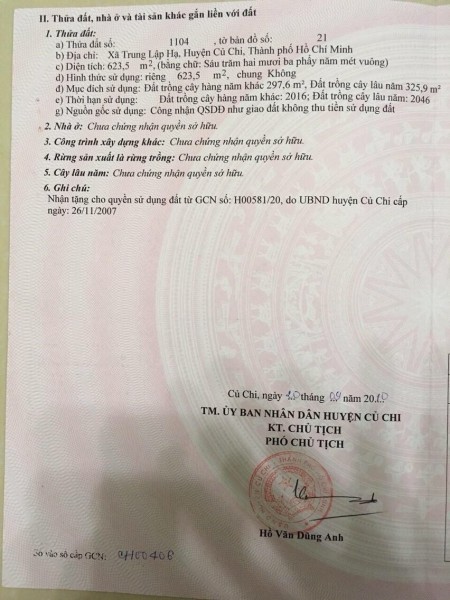 II. Thửa đất, nhà ở và tài sản khác gắn liền với đất
1. Thửa đất:
a) Thửa đất số: 1104 , tờ bản đồ số: 21
b) Địa chỉ: Xã Trung Lập Hạ, Huyện Củ Chi, Thành phố Hồ Chí Minh
c) Diện tích: 623,5 m², (bằng chữ: Sáu trăm hai mươi ba phẩy năm mét vuông)
d) Hình thức sử dụng: riêng 623,5 m², chung Không
đ) Mục đích sử dụng: Đất trồng cây hàng năm khác 297,6 m², Đất trồng cây lâu năm 325,9 m²
e) Thời hạn sử dụng: Đất trồng cây hàng năm khác: 2016; Đất trồng cây lâu năm: 2046
g) Nguồn gốc sử dụng: Công nhận QSDĐ như giao đất không thu tiền sử dụng đất
2. Nhà ở: Chưa chứng nhận quyền sở hữu.
3. Công trình xây dựng khác: Chưa chứng nhận quyền sở hữu.
4. Rừng sản xuất là rừng trồng: Chưa chứng nhận quyền sở hữu.
5. Cây lâu năm: Chưa chứng nhận quyền sở hữu.
6. Ghi chú:
Nhận tặng cho quyền sử dụng đất từ GCN số: H00581/20, do UBND huyện Củ Chi cấp
ngày: 26/11/2007
Củ Chi, ngày tháng năm 2010
TM. ỦY BAN NHÂN DÂN HUYỆN CỦ CHI
KT. CHỦ TỊCH
PHÓ CHỦ TỊCH
Hồ Văn Dũng Anh
Số vào sổ cấp GCN: CH00406